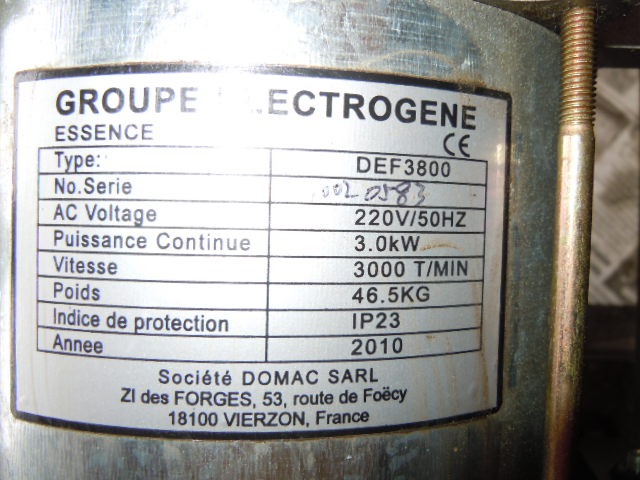 GROUPE ELECTROGENE
ESSENCE
CE
Type: DEF3800
No.Serie 0020583
AC Voltage 220V/50HZ
Puissance Continue 3.0kW
Vitesse 3000 T/MIN
Poids 46.5KG
Indice de protection IP23
Annee 2010
Société DOMAC SARL
ZI des FORGES, 53, route de Foëcy
18100 VIERZON, France